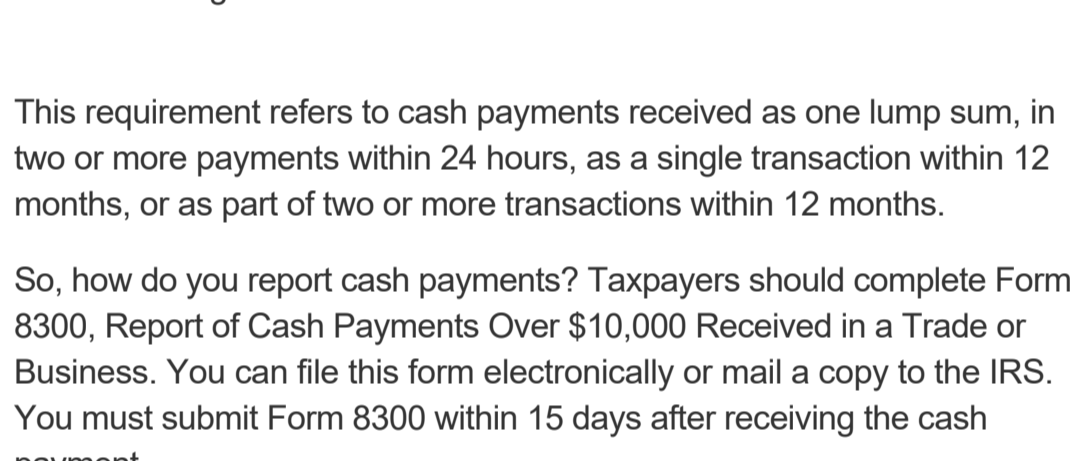 This requirement refers to cash payments received as one lump sum, in
two or more payments within 24 hours, as a single transaction within 12
months, or as part of two or more transactions within 12 months.
So, how do you report cash payments? Taxpayers should complete Form
8300, Report of Cash Payments Over $10,000 Received in a Trade or
Business. You can file this form electronically or mail a copy to the IRS.
You must submit Form 8300 within 15 days after receiving the cash